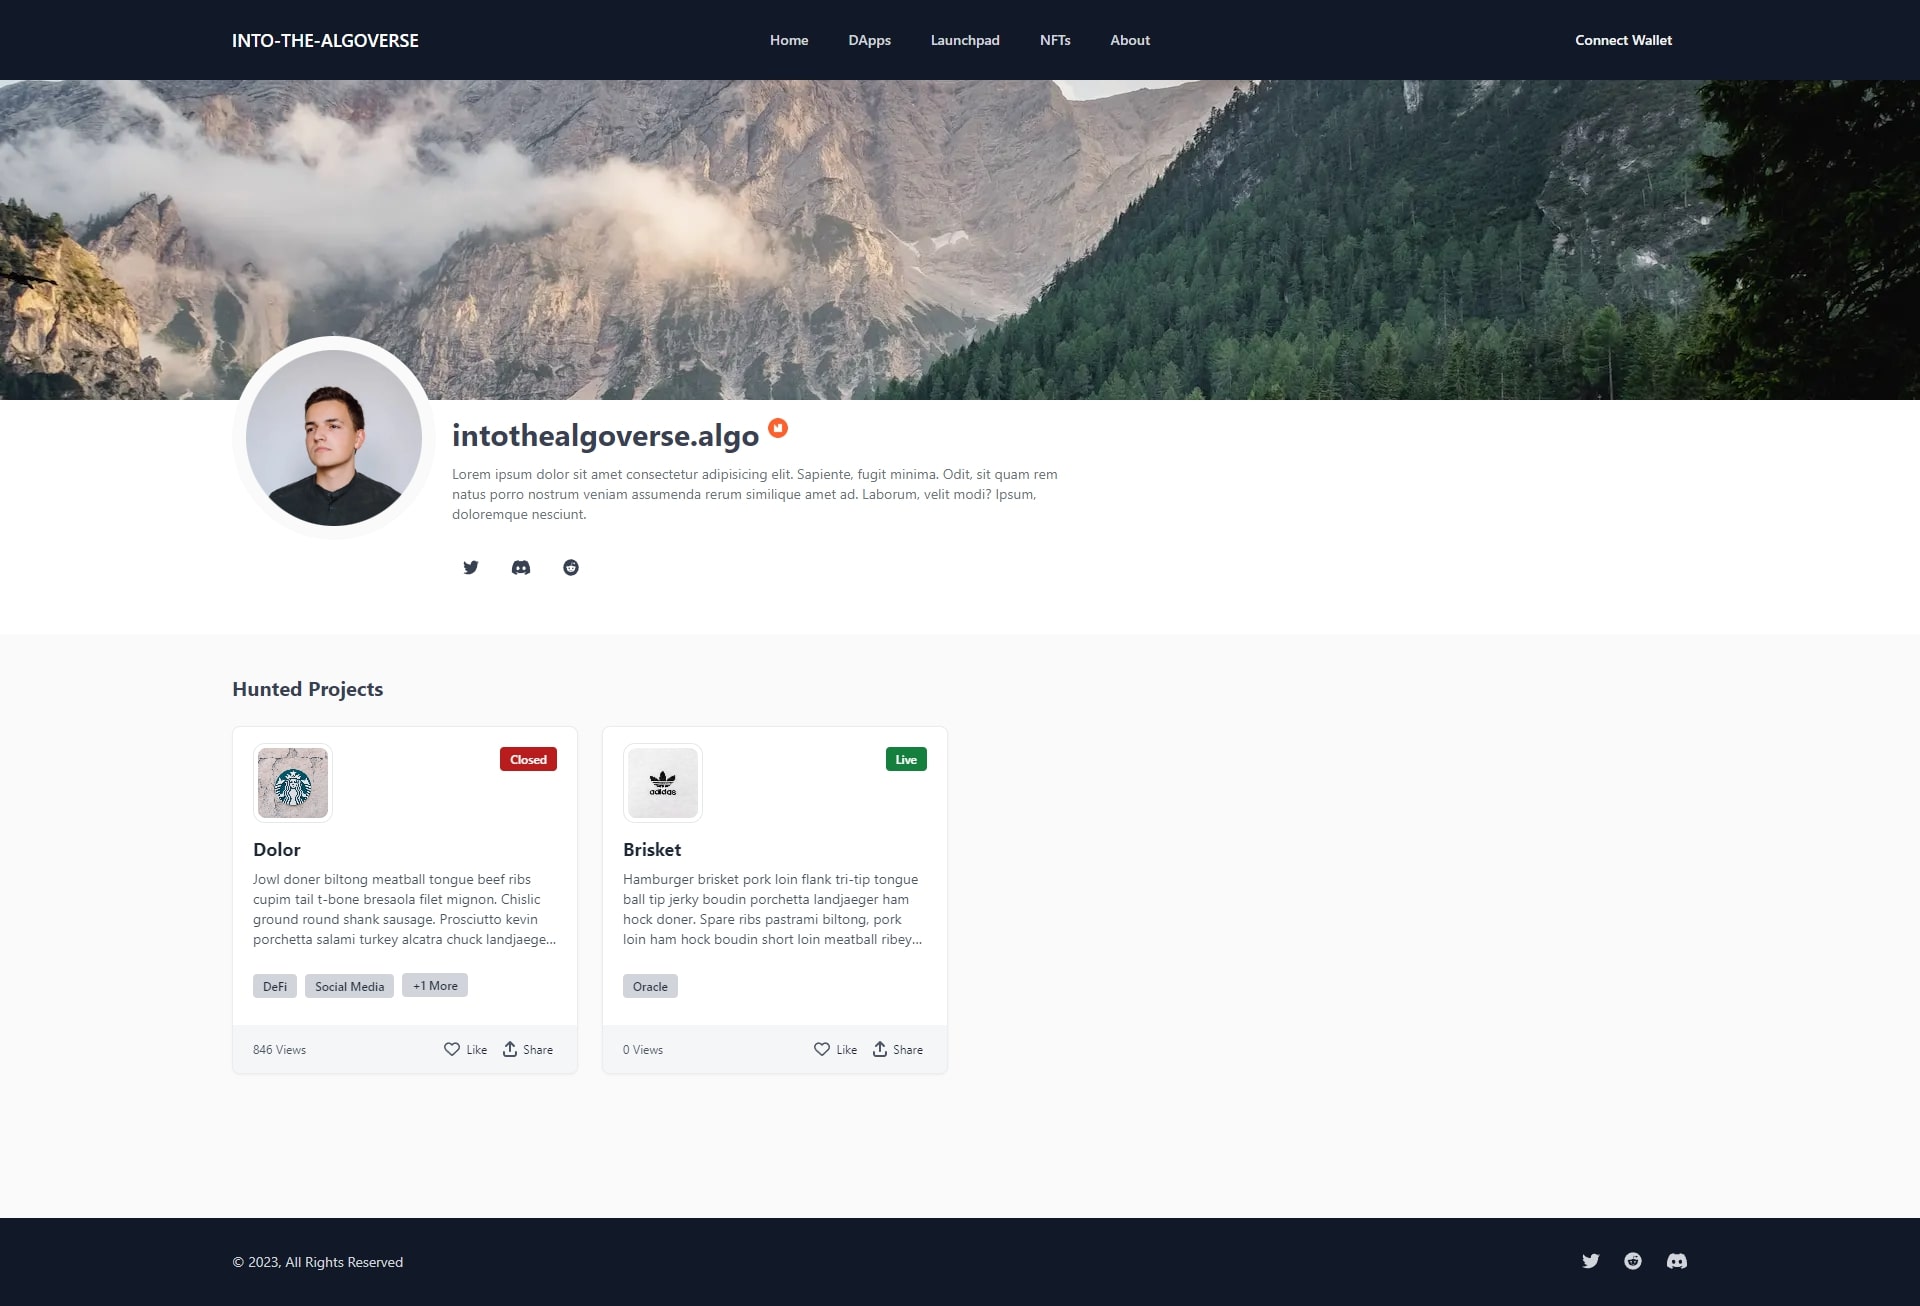 INTO-THE-ALGOVERSE
Home
DApps
Launchpad
NFTs
About
Connect Wallet
intothealgoverse.algo
Lorem ipsum dolor sit amet consectetur adipisicing elit. Sapiente, fugit minima. Odit, sit quam rem
natus porro nostrum veniam assumenda rerum similique amet ad. Laborum, velit modi? Ipsum,
doloremque nesciunt.
Hunted Projects
Closed
Dolor
Jowl doner biltong meatball tongue beef ribs
cupim tail t-bone bresaola filet mignon. Chislic
ground round shank sausage. Prosciutto kevin
porchetta salami turkey alcatra chuck landjaege...
DeFi
Social Media
+1 More
846 Views
Like
Share
adidas
Live
Brisket
Hamburger brisket pork loin flank tri-tip tongue
ball tip jerky boudin porchetta landjaeger ham
hock doner. Spare ribs pastrami biltong, pork
loin ham hock boudin short loin meatball ribey...
Oracle
0 Views
Like
Share
© 2023, All Rights Reserved